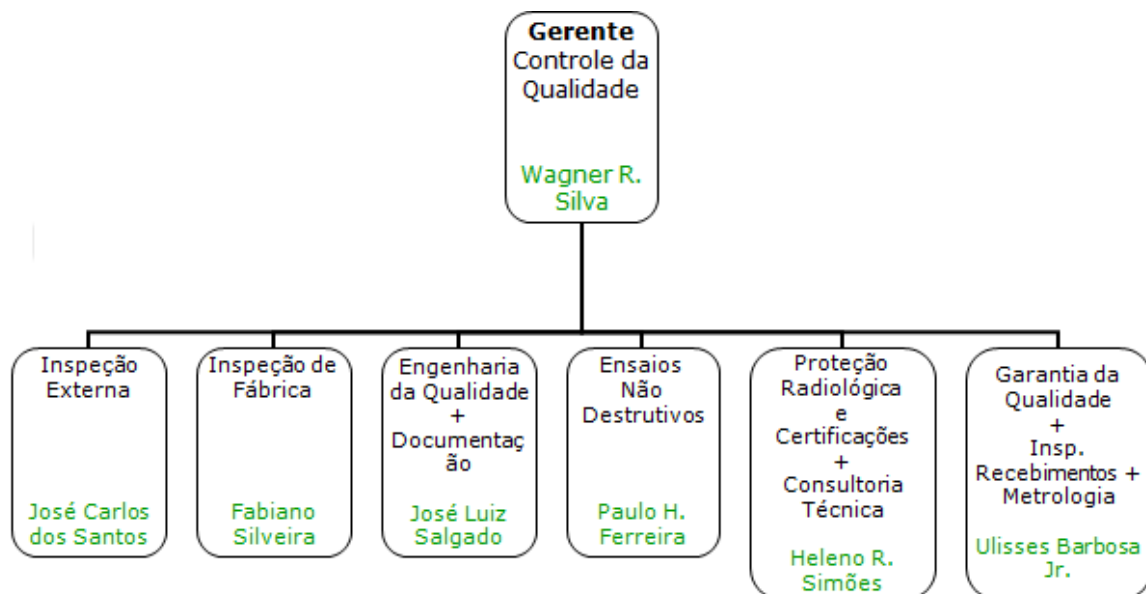 Gerente
Controle da
Qualidade
Wagner R.
Silva
Inspeção
Externa
José Carlos
dos Santos
Inspeção de
Fábrica
Fabiano
Silveira
Engenharia
da Qualidade
+
Documentaç
ão
José Luiz
Salgado
Ensaios
Não
Destrutivos
Paulo H.
Ferreira
Proteção
Radiológica
e
Certificações
+
Consultoria
Técnica
Heleno R.
Simões
Garantia da
Qualidade
+
Insp.
Recebimentos +
Metrologia
Ulisses Barbosa
Jr.